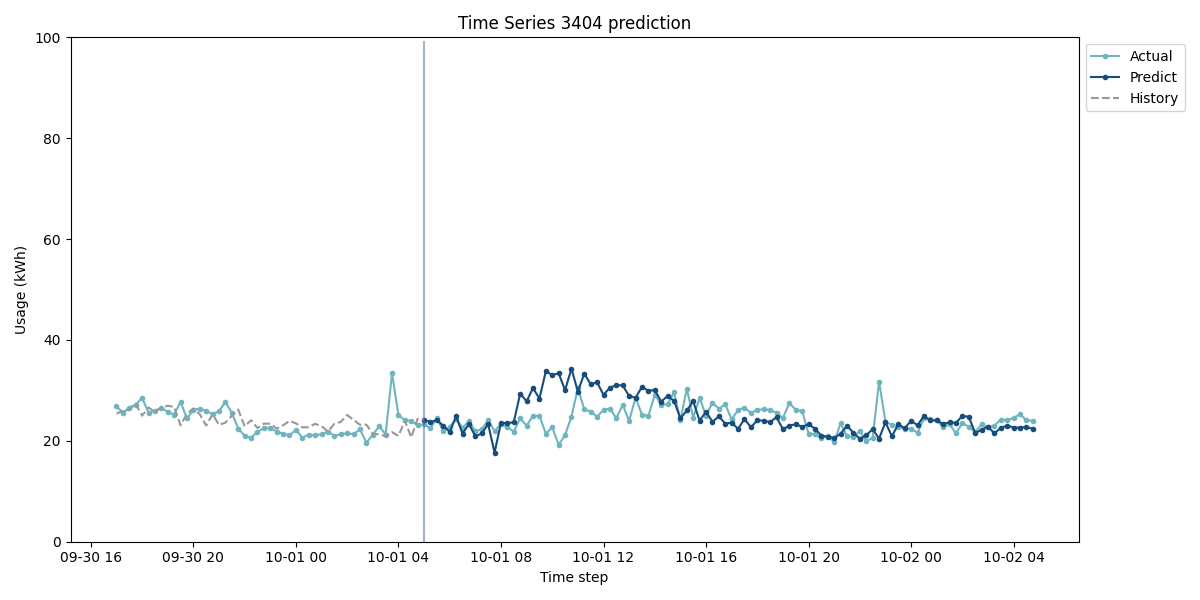 Time Series 3404 prediction
100
80
60
40
20
0
Usage (kWh)
09-30 16
09-30 20
10-01 00
10-01 04
10-01 08
10-01 12
10-01 16
10-01 20
10-02 00
10-02 04
Time step
Actual
Predict
History